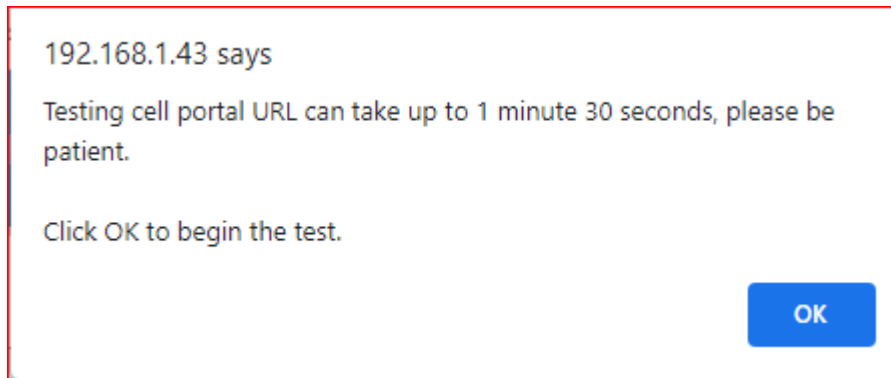 192.168.1.43 says
Testing cell portal URL can take up to 1 minute 30 seconds, please be
patient.
Click OK to begin the test.
OK